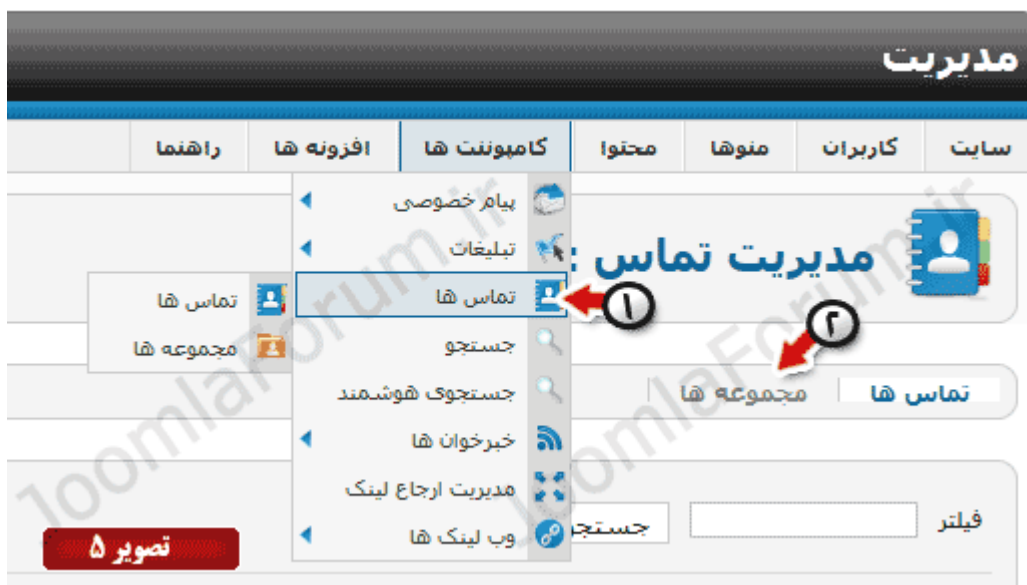 مدیریت
سایت کاربران منوها محتوا کامپوننت ها افزونه ها راهنما
پیام خصوصی
مدیریت تماس :
تبلیغات
تماس ها
تماس ها
۱
۲
جستجو
مجموعه ها
تماس ها مجموعه ها
جستجوی هوشمند
خبرخوان ها
مدیریت ارجاع لینک
فیلتر
وب لینک ها
تصویر ۵
JoomlaForum.ir
JoomlaForum.ir